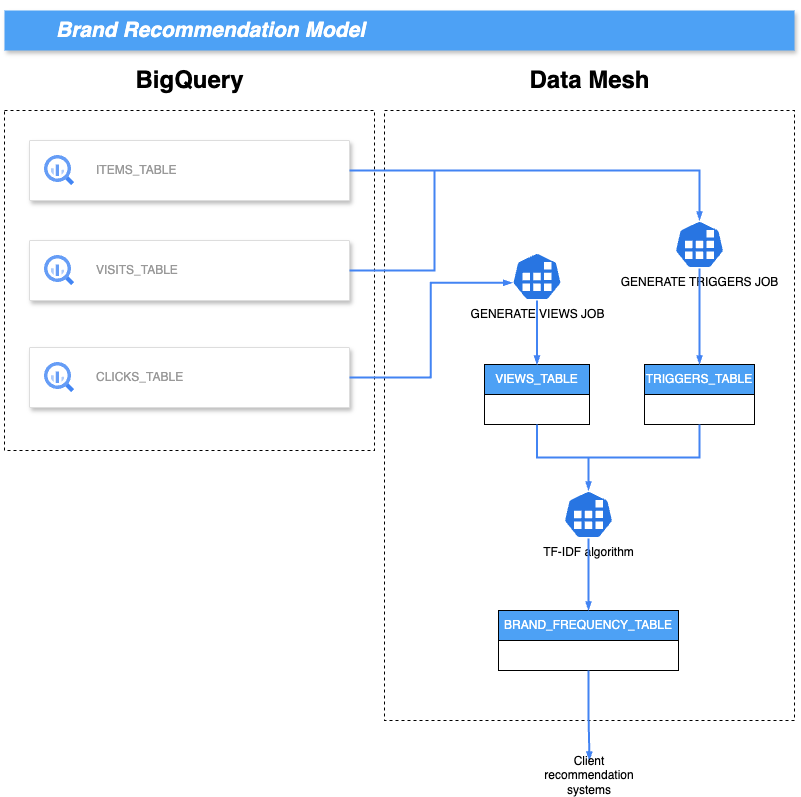 Brand Recommendation Model
BigQuery
Data Mesh
ITEMS_TABLE
VISITS_TABLE
CLICKS_TABLE
GENERATE TRIGGERS JOB
GENERATE VIEWS JOB
VIEWS_TABLE
TRIGGERS_TABLE
TF-IDF algorithm
BRAND_FREQUENCY_TABLE
Client
recommendation
systems